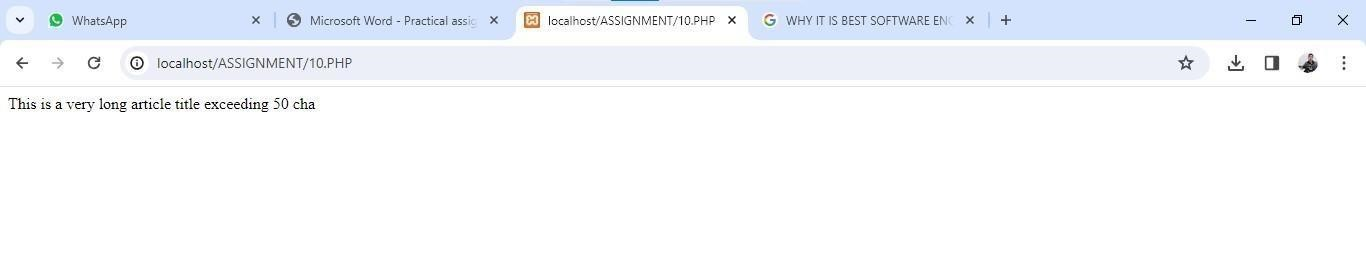 WhatsApp
Microsoft Word - Practical assig
localhost/ASSIGNMENT/10.PHP
WHY IT IS BEST SOFTWARE ENC
localhost/ASSIGNMENT/10.PHP
This is a very long article title exceeding 50 cha